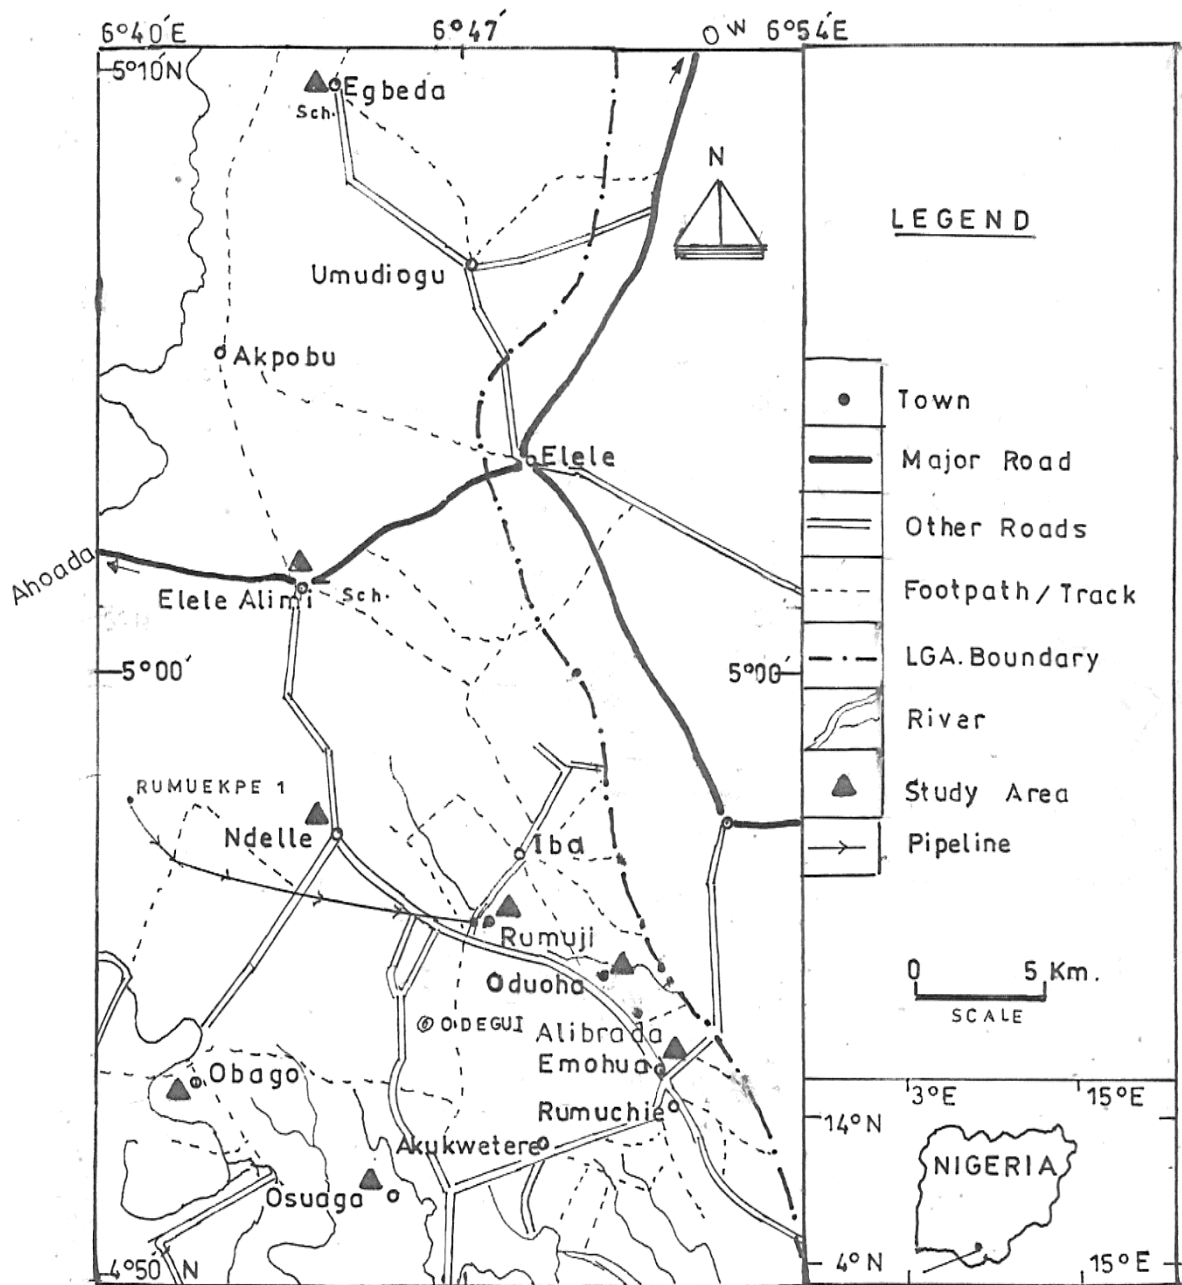 6°40'E
6°47'
OW
6°54'E
5°10'N
Egbeda
Sch.
N
LEGEND
Umudiogu
Akpobu
Town
Elele
Major Road
Other Roads
Ahoada
Elele Alimi
Sch.
Footpath/Track
5°00'
5°00'
LGA.Boundary
River
RUMUEKPE 1
Study Area
Ndelle
Iba
Pipeline
Rumuji
Oduoha
0 5 Km.
SCALE
ODEGUI
Alibrada
Emohua
Obago
Rumuchie
3°E
15°E
14°N
Akukwetere
NIGERIA
Osuaga
4°50'N
4°N
15°E